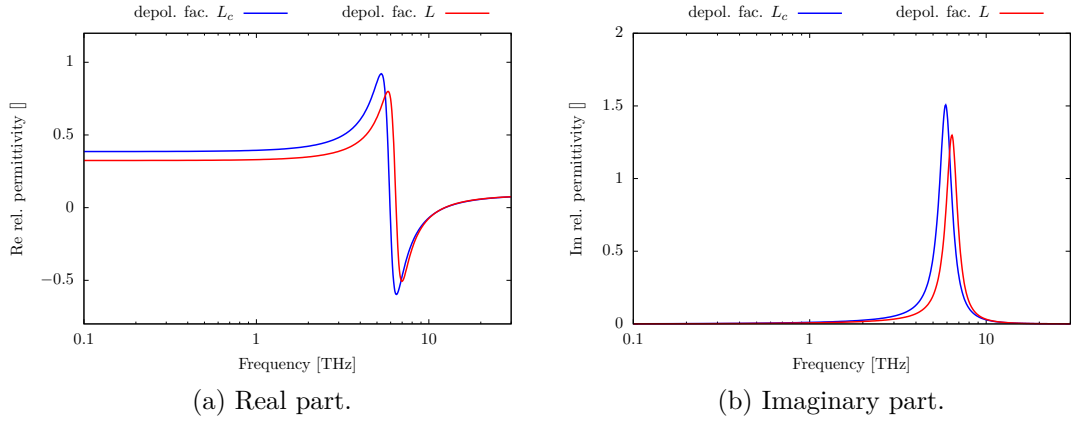 depol. fac. L_c
depol. fac. L
Re rel. permittivity []
1
0.5
0
−0.5
0.1
1
10
Frequency [THz]
(a) Real part.
depol. fac. L_c
depol. fac. L
Im rel. permittivity []
2
1.5
1
0.5
0
0.1
1
10
Frequency [THz]
(b) Imaginary part.